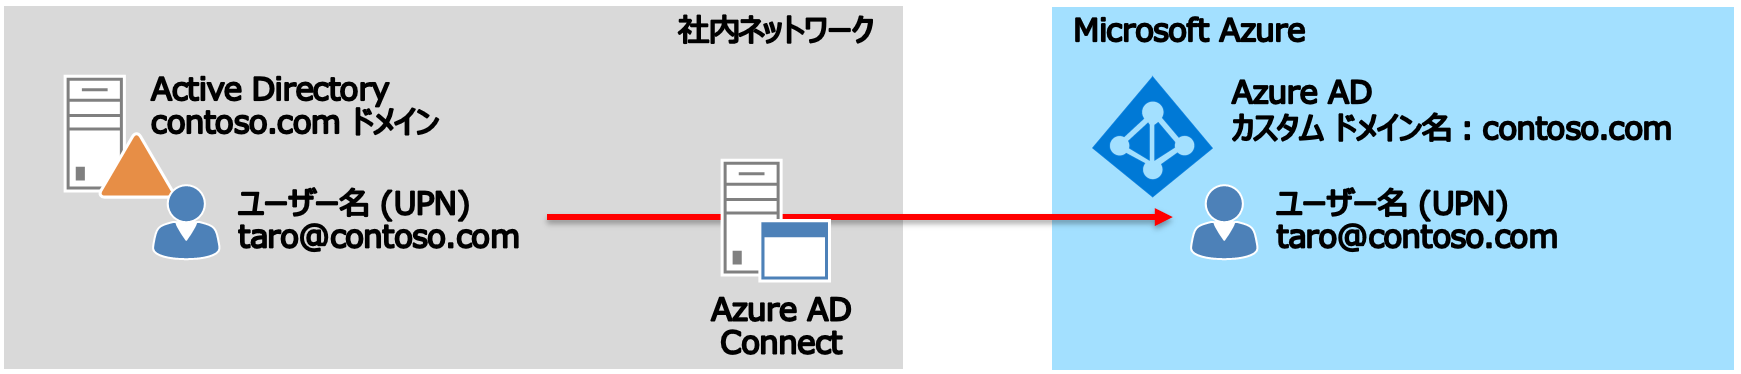 社内ネットワーク
Active Directory
contoso.com ドメイン
ユーザー名 (UPN)
taro@contoso.com
Azure AD
Connect
Microsoft Azure
Azure AD
カスタム ドメイン名 : contoso.com
ユーザー名 (UPN)
taro@contoso.com